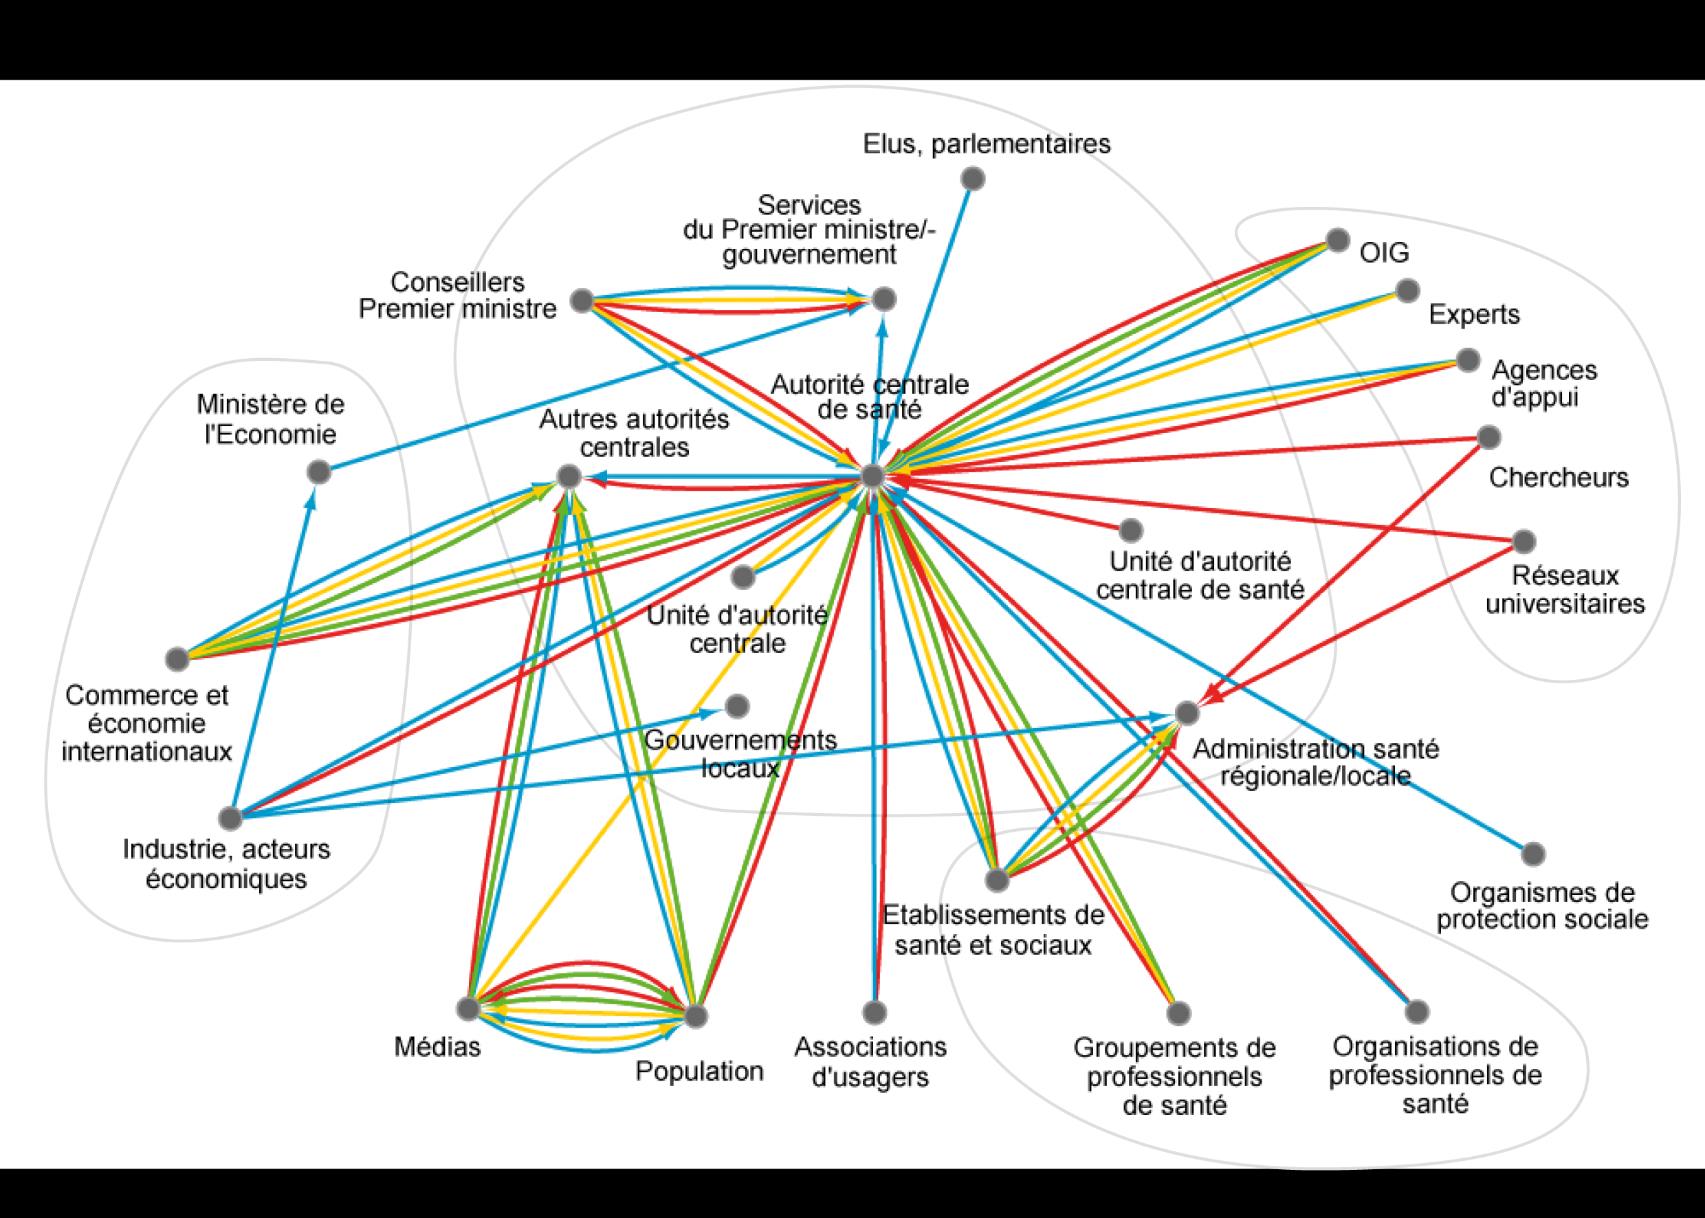 Elus, parlementaires
Services
du Premier ministre/-
gouvernement
OIG
Conseillers
Premier ministre
Experts
Autorité centrale
de santé
Agences
d'appui
Ministère de
l'Economie
Autres autorités
centrales
Chercheurs
Unité d'autorité
centrale de santé
Réseaux
universitaires
Unité d'autorité
centrale
Commerce et
économie
internationaux
Gouvernements
locaux
Administration santé
régionale/locale
Industrie, acteurs
économiques
Organismes de
protection sociale
Etablissements de
santé et sociaux
Médias
Population
Associations
d'usagers
Groupements de
professionnels
de santé
Organisations de
professionnels de
santé